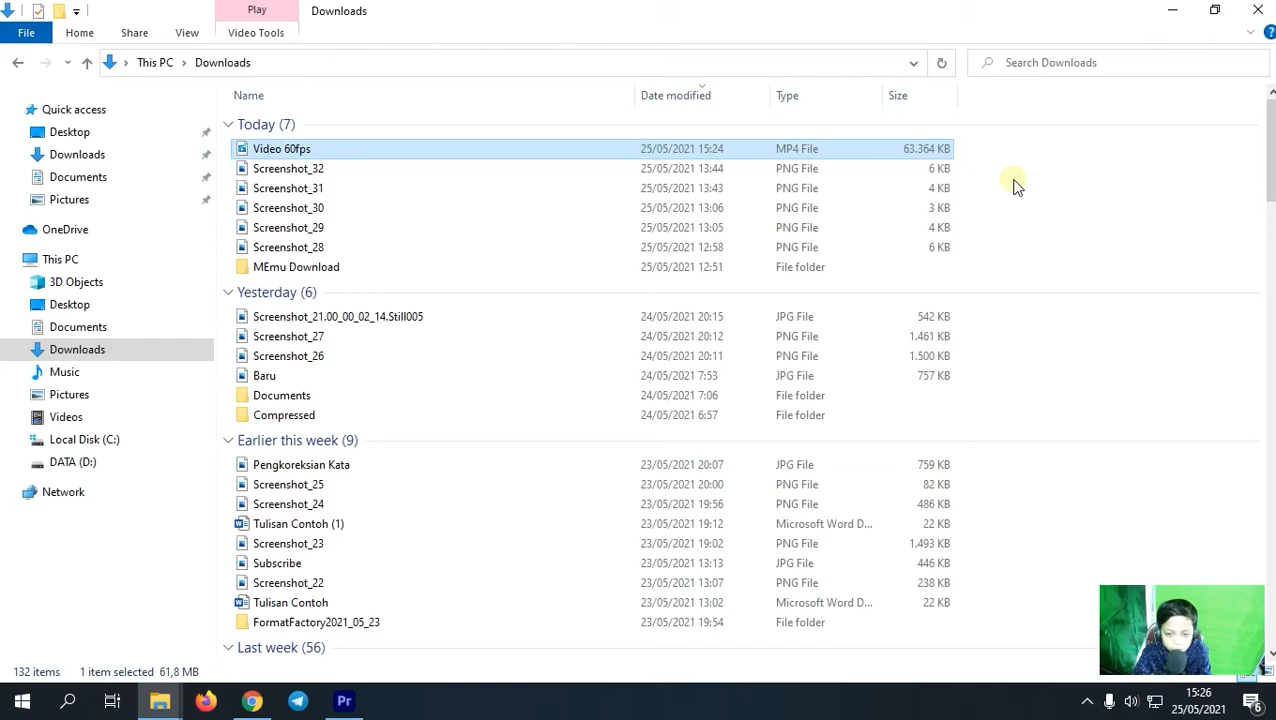 Play
Downloads
File
Home
Share
View
Video Tools
This PC
Downloads
Search Downloads
Name
Date modified
Type
Size
Quick access
Desktop
Downloads
Documents
Pictures
OneDrive
This PC
3D Objects
Desktop
Documents
Downloads
Music
Pictures
Videos
Local Disk (C:)
DATA (D:)
Network
Today (7)
Video 60fps 25/05/2021 15:24 MP4 File 63.364 KB
Screenshot_32 25/05/2021 13:44 PNG File 6 KB
Screenshot_31 25/05/2021 13:43 PNG File 4 KB
Screenshot_30 25/05/2021 13:06 PNG File 3 KB
Screenshot_29 25/05/2021 13:05 PNG File 4 KB
Screenshot_28 25/05/2021 12:58 PNG File 6 KB
MEmu Download 25/05/2021 12:51 File folder
Yesterday (6)
Screenshot_21.00_00_02_14.Still005 24/05/2021 20:15 JPG File 542 KB
Screenshot_27 24/05/2021 20:12 PNG File 1.461 KB
Screenshot_26 24/05/2021 20:11 PNG File 1.500 KB
Baru 24/05/2021 7:53 JPG File 757 KB
Documents 24/05/2021 7:06 File folder
Compressed 24/05/2021 6:57 File folder
Earlier this week (9)
Pengkoreksian Kata 23/05/2021 20:07 JPG File 759 KB
Screenshot_25 23/05/2021 20:00 PNG File 82 KB
Screenshot_24 23/05/2021 19:56 PNG File 486 KB
Tulisan Contoh (1) 23/05/2021 19:12 Microsoft Word D... 22 KB
Screenshot_23 23/05/2021 19:02 PNG File 1.493 KB
Subscribe 23/05/2021 13:13 JPG File 446 KB
Screenshot_22 23/05/2021 13:07 PNG File 238 KB
Tulisan Contoh 23/05/2021 13:02 Microsoft Word D... 22 KB
FormatFactory2021_05_23 23/05/2021 19:54 File folder
Last week (56)
132 items 1 item selected 61,8 MB
Pr
15:26
25/05/2021
6